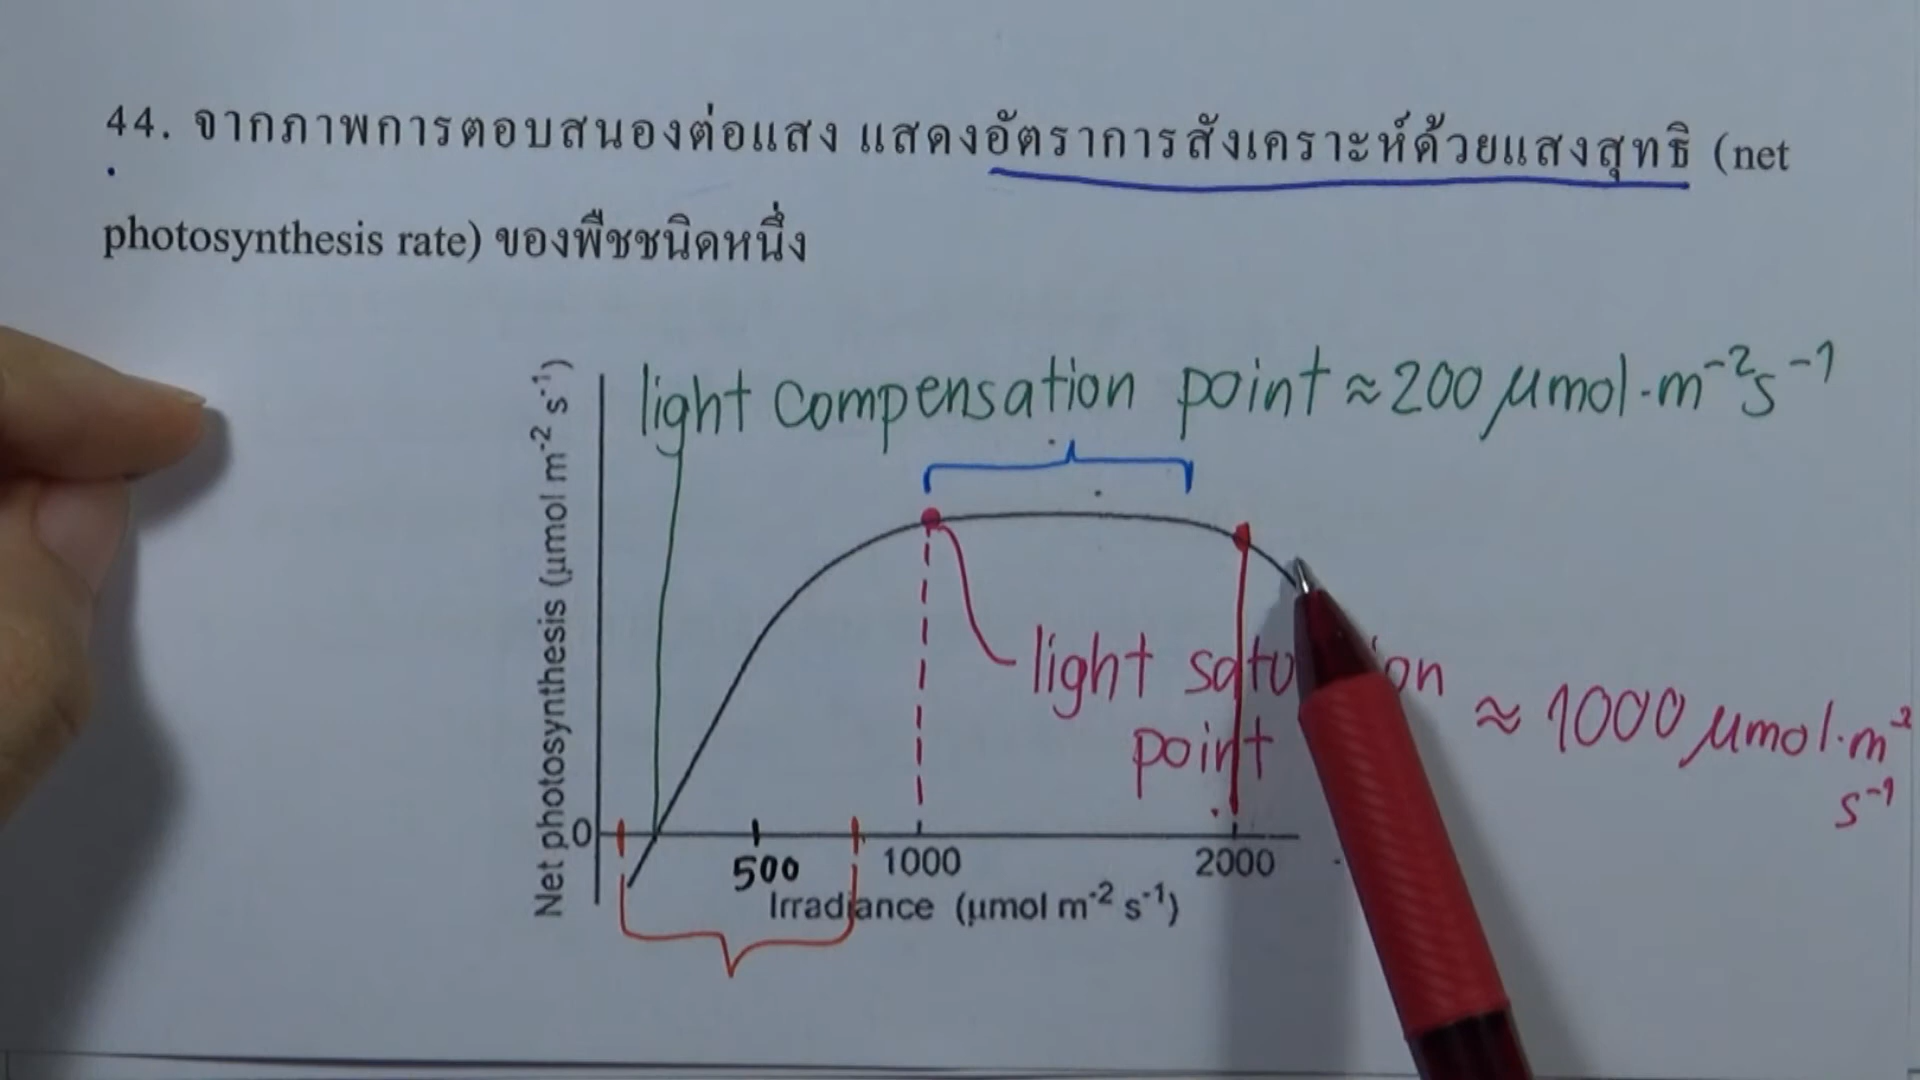 44. จากภาพการตอบสนองต่อแสง แสดงอัตราการสังเคราะห์ด้วยแสงสุทธิ (net
photosynthesis rate) ของพืชชนิดหนึ่ง
light compensation point ≈ 200 μmol·m⁻²s⁻¹
Net photosynthesis (μmol m⁻² s⁻¹)
light
point
≈ 1000 μmol·m⁻²
s⁻¹
0
500 1000 2000
Irradiance (μmol m⁻² s⁻¹)